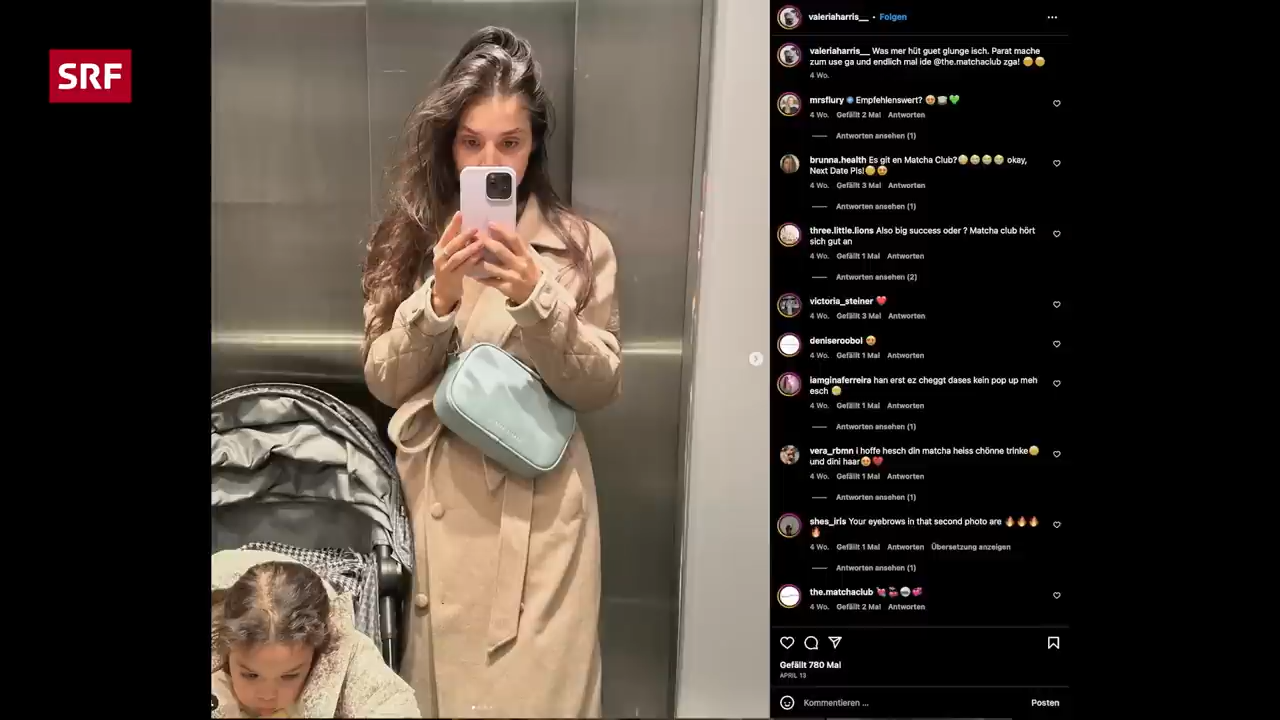 SRF
valeriaharris__ • Folgen
valeriaharris__ Was mer hüt guet glunge isch. Parat mache
zum use ga und endlich mal ide @the.matchaclub zga! 😊😊
4 Wo.
mrsflury Empfehlenswert? 🥹🍵💚
4 Wo. Gefällt 2 Mal Antworten
Antworten ansehen (1)
brunna.health Es git en Matcha Club?🥹🥹🥹🥹 okay,
Next Date Pls!🥹🥹
4 Wo. Gefällt 3 Mal Antworten
Antworten ansehen (1)
three.little.lions Also big success oder ? Matcha club hört
sich gut an
4 Wo. Gefällt 1 Mal Antworten
Antworten ansehen (2)
victoria_steiner ❤️
4 Wo. Gefällt 3 Mal Antworten
deniseroobol 🥹
4 Wo. Gefällt 1 Mal Antworten
iamginaferreira han erst ez cheggt dases kein pop up meh
esch 🥹
4 Wo. Gefällt 1 Mal Antworten
Antworten ansehen (1)
vera_rbmn i hoffe hesch din matcha heiss chönne trinke🥹
und dini haar🥹❤️
4 Wo. Gefällt 1 Mal Antworten
Antworten ansehen (1)
shes_iris Your eyebrows in that second photo are 🔥🔥🔥
🔥
4 Wo. Gefällt 1 Mal Antworten Übersetzung anzeigen
Antworten ansehen (1)
the.matchaclub 💘🍒🪩💞
4 Wo. Gefällt 2 Mal Antworten
Gefällt 780 Mal
APRIL 13
Kommentieren ... Posten